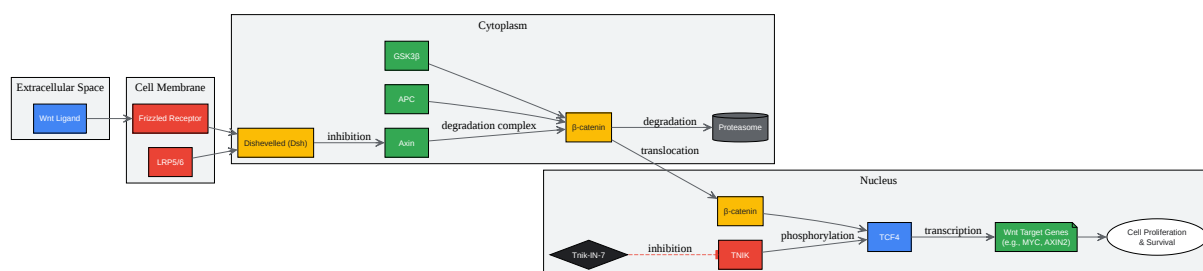 Cytoplasm
GSK3β
Extracellular Space
Cell Membrane
APC
Wnt Ligand
Frizzled Receptor
degradation complex
β-catenin
degradation
Proteasome
inhibition
Dishevelled (Dsh)
Axin
translocation
LRP5/6
Nucleus
β-catenin
phosphorylation
TCF4
transcription
Wnt Target Genes
(e.g., MYC, AXIN2)
Cell Proliferation
& Survival
inhibition
Tnik-IN-7
TNIK